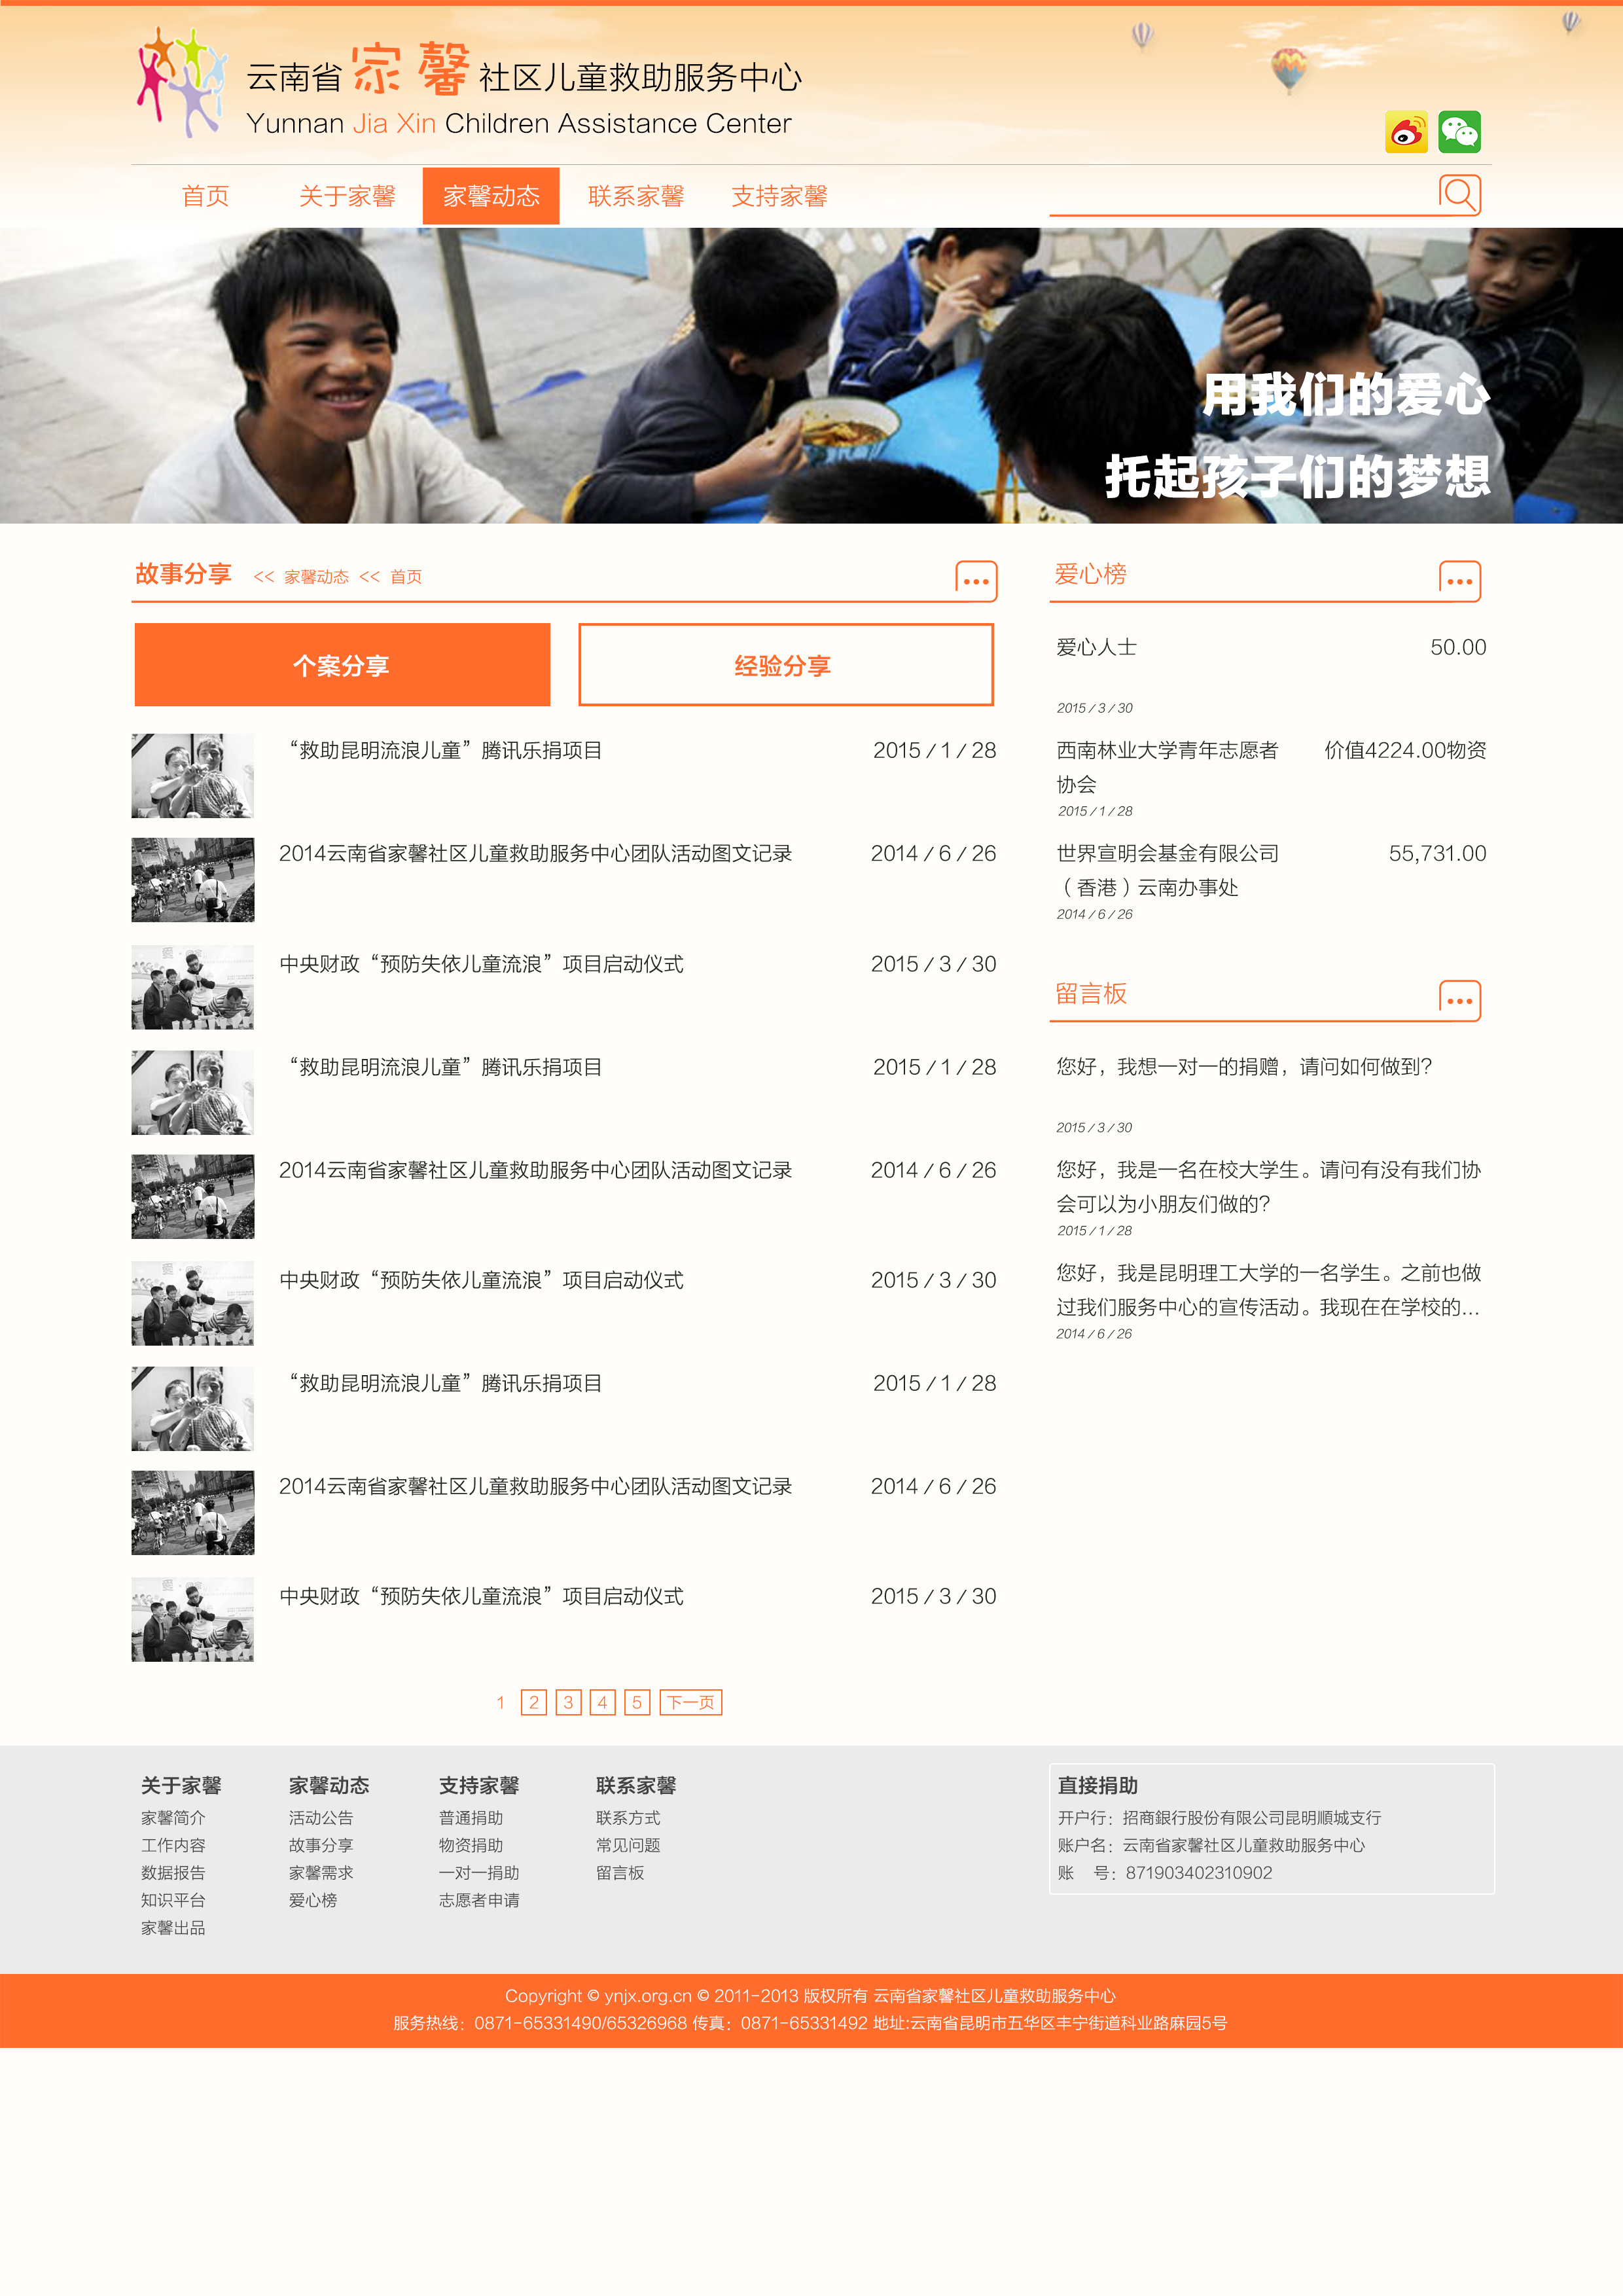 云南省家馨社区儿童救助服务中心
Yunnan Jia Xin Children Assistance Center
首页 关于家馨 家馨动态 联系家馨 支持家馨
用我们的爱心
托起孩子们的梦想
故事分享 << 家馨动态 << 首页
个案分享 经验分享
“救助昆明流浪儿童”腾讯乐捐项目 2015 / 1 / 28
2014云南省家馨社区儿童救助服务中心团队活动图文记录 2014 / 6 / 26
中央财政“预防失依儿童流浪”项目启动仪式 2015 / 3 / 30
“救助昆明流浪儿童”腾讯乐捐项目 2015 / 1 / 28
2014云南省家馨社区儿童救助服务中心团队活动图文记录 2014 / 6 / 26
中央财政“预防失依儿童流浪”项目启动仪式 2015 / 3 / 30
“救助昆明流浪儿童”腾讯乐捐项目 2015 / 1 / 28
2014云南省家馨社区儿童救助服务中心团队活动图文记录 2014 / 6 / 26
中央财政“预防失依儿童流浪”项目启动仪式 2015 / 3 / 30
1 2 3 4 5 下一页
爱心榜
爱心人士 50.00
2015 / 3 / 30
西南林业大学青年志愿者 价值4224.00物资
协会
2015 / 1 / 28
世界宣明会基金有限公司 55,731.00
（香港）云南办事处
2014 / 6 / 26
留言板
您好，我想一对一的捐赠，请问如何做到？
2015 / 3 / 30
您好，我是一名在校大学生。请问有没有我们协
会可以为小朋友们做的？
2015 / 1 / 28
您好，我是昆明理工大学的一名学生。之前也做
过我们服务中心的宣传活动。我现在在学校的...
2014 / 6 / 26
关于家馨
家馨简介
工作内容
数据报告
知识平台
家馨出品
家馨动态
活动公告
故事分享
家馨需求
爱心榜
支持家馨
普通捐助
物资捐助
一对一捐助
志愿者申请
联系家馨
联系方式
常见问题
留言板
直接捐助
开户行：招商銀行股份有限公司昆明順城支行
账户名：云南省家馨社区儿童救助服务中心
账 号：871903402310902
Copyright © ynjx.org.cn © 2011-2013 版权所有 云南省家馨社区儿童救助服务中心
服务热线：0871-65331490/65326968 传真：0871-65331492 地址:云南省昆明市五华区丰宁街道科业路麻园5号